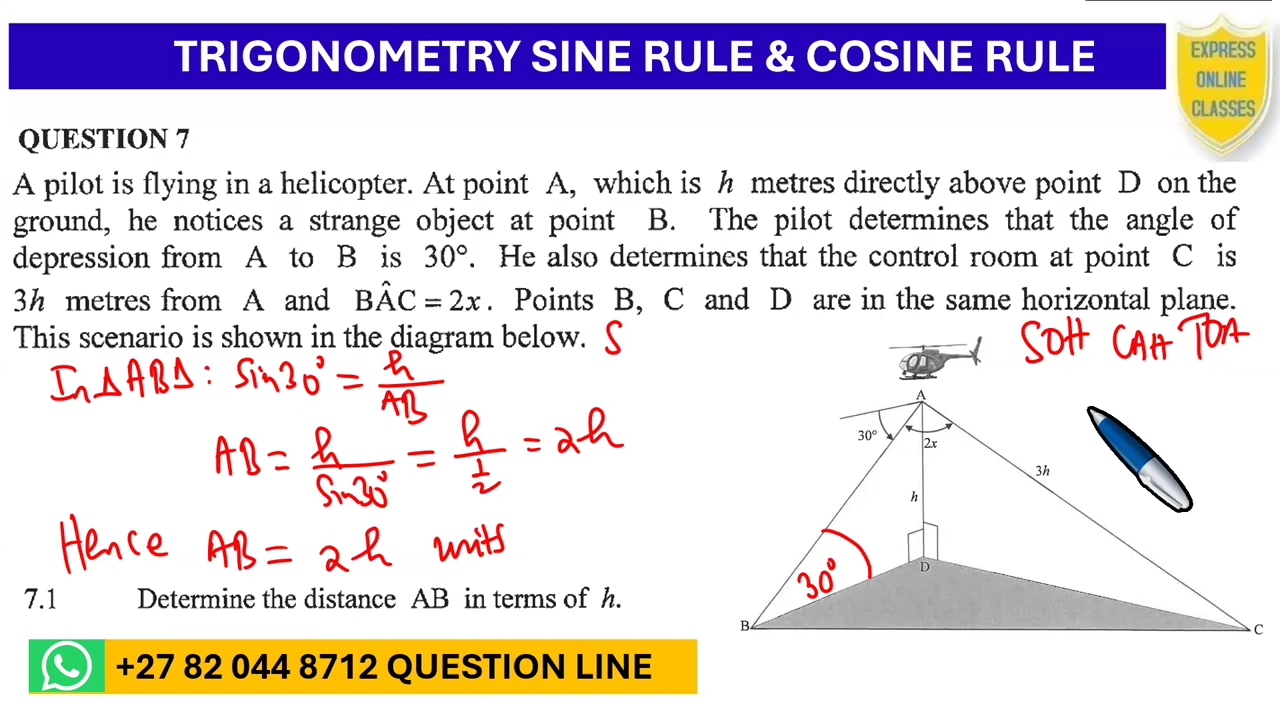 TRIGONOMETRY SINE RULE & COSINE RULE
EXPRESS
ONLINE
CLASSES
QUESTION 7
A pilot is flying in a helicopter. At point A, which is h metres directly above point D on the
ground, he notices a strange object at point B. The pilot determines that the angle of
depression from A to B is 30°. He also determines that the control room at point C is
3h metres from A and BÂC = 2x. Points B, C and D are in the same horizontal plane.
This scenario is shown in the diagram below. S
SOH CAH TOA
In Δ ABΔ : Sin30° = h/AB
AB = h/Sin30° = h/(1/2) = 2h
Hence AB = 2h units
A
30°
2x
3h
h
D
30°
B
C
7.1 Determine the distance AB in terms of h.
+27 82 044 8712 QUESTION LINE